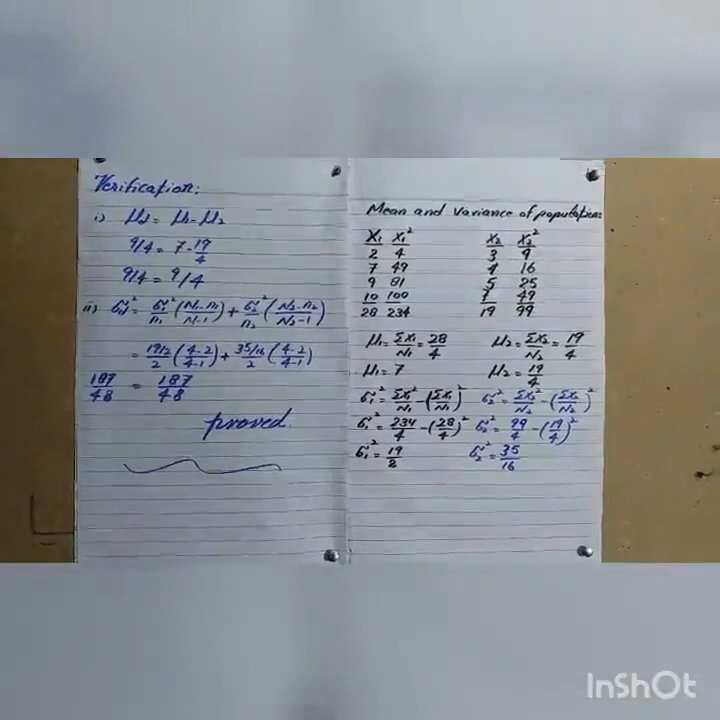 Verification:
i) μd = μ1 - μ2
9/4 = 7 - 19/4
9/4 = 9/4
ii) σd² = σ1²/n1 (N1-n1/N1-1) + σ2²/n2 (N2-n2/N2-1)
= 19/2/2 (4-2/4-1) + 35/16/2 (4-2/4-1)
187/48 = 187/48
proved
Mean and Variance of population:
X1 X1² X2 X2²
2 4 3 9
7 49 4 16
9 81 5 25
10 100 7 49
28 234 19 99
μ1 = ΣX1/N1 = 28/4 μ2 = ΣX2/N2 = 19/4
μ1 = 7 μ2 = 19/4
σ1² = ΣX1²/N1 - (ΣX1/N1)² σ2² = ΣX2²/N2 - (ΣX2/N2)²
σ1² = 234/4 - (28/4)² σ2² = 99/4 - (19/4)²
σ1² = 19/2 σ2² = 35/16
InShOt